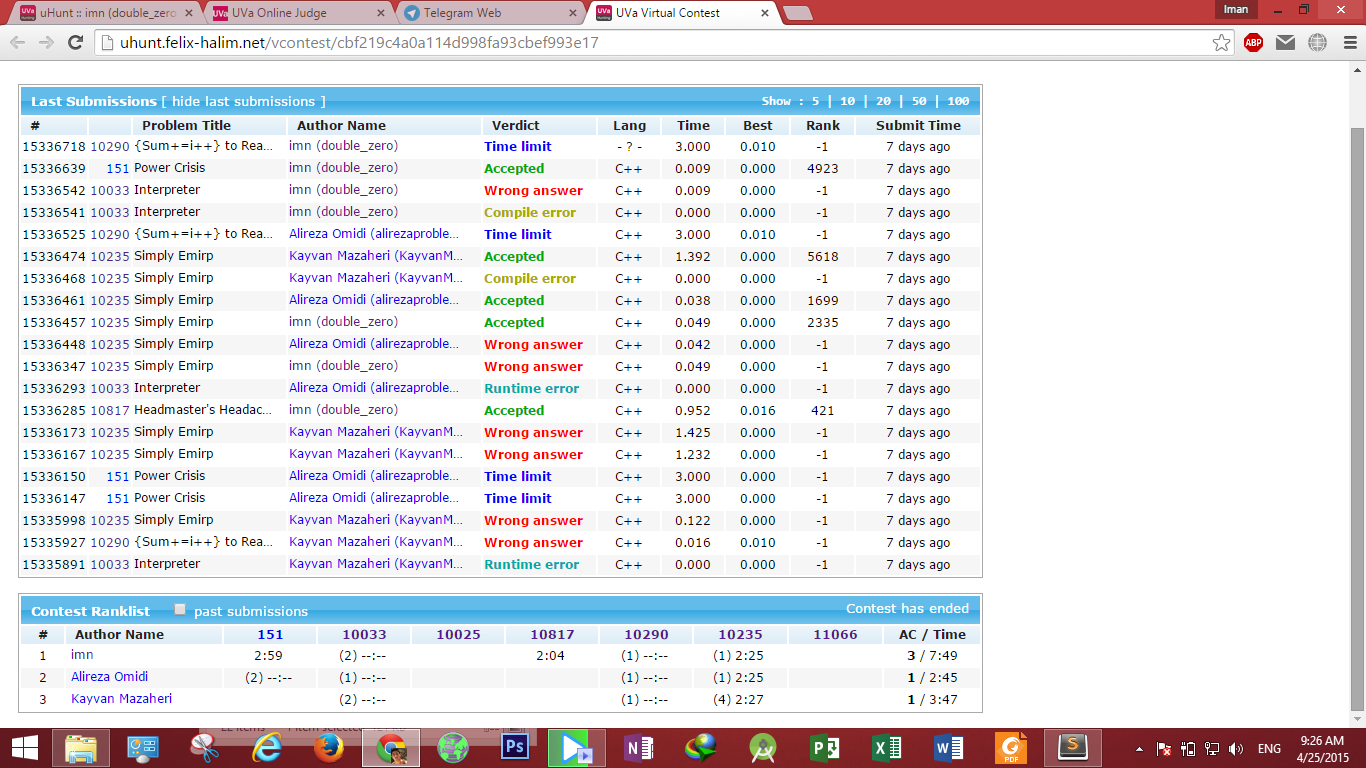 uHunt :: imn (double_zero
UVa Online Judge
Telegram Web
UVa Virtual Contest
Iman
uhunt.felix-halim.net/vcontest/cbf219c4a0a114d998fa93cbef993e17
ABP
Last Submissions [ hide last submissions ] Show : 5 | 10 | 20 | 50 | 100
# Problem Title Author Name Verdict Lang Time Best Rank Submit Time
15336718 10290 {Sum+=i++} to Rea... imn (double_zero) Time limit - ? - 3.000 0.010 -1 7 days ago
15336639 151 Power Crisis imn (double_zero) Accepted C++ 0.009 0.000 4923 7 days ago
15336542 10033 Interpreter imn (double_zero) Wrong answer C++ 0.009 0.000 -1 7 days ago
15336541 10033 Interpreter imn (double_zero) Compile error C++ 0.000 0.000 -1 7 days ago
15336525 10290 {Sum+=i++} to Rea... Alireza Omidi (alirezaproble... Time limit C++ 3.000 0.010 -1 7 days ago
15336474 10235 Simply Emirp Kayvan Mazaheri (KayvanM... Accepted C++ 1.392 0.000 5618 7 days ago
15336468 10235 Simply Emirp Kayvan Mazaheri (KayvanM... Compile error C++ 0.000 0.000 -1 7 days ago
15336461 10235 Simply Emirp Alireza Omidi (alirezaproble... Accepted C++ 0.038 0.000 1699 7 days ago
15336457 10235 Simply Emirp imn (double_zero) Accepted C++ 0.049 0.000 2335 7 days ago
15336448 10235 Simply Emirp Alireza Omidi (alirezaproble... Wrong answer C++ 0.042 0.000 -1 7 days ago
15336347 10235 Simply Emirp imn (double_zero) Wrong answer C++ 0.049 0.000 -1 7 days ago
15336293 10033 Interpreter Alireza Omidi (alirezaproble... Runtime error C++ 0.000 0.000 -1 7 days ago
15336285 10817 Headmaster's Headac... imn (double_zero) Accepted C++ 0.952 0.016 421 7 days ago
15336173 10235 Simply Emirp Kayvan Mazaheri (KayvanM... Wrong answer C++ 1.425 0.000 -1 7 days ago
15336167 10235 Simply Emirp Kayvan Mazaheri (KayvanM... Wrong answer C++ 1.232 0.000 -1 7 days ago
15336150 151 Power Crisis Alireza Omidi (alirezaproble... Time limit C++ 3.000 0.000 -1 7 days ago
15336147 151 Power Crisis Alireza Omidi (alirezaproble... Time limit C++ 3.000 0.000 -1 7 days ago
15335998 10235 Simply Emirp Kayvan Mazaheri (KayvanM... Wrong answer C++ 0.122 0.000 -1 7 days ago
15335927 10290 {Sum+=i++} to Rea... Kayvan Mazaheri (KayvanM... Wrong answer C++ 0.016 0.010 -1 7 days ago
15335891 10033 Interpreter Kayvan Mazaheri (KayvanM... Runtime error C++ 0.000 0.000 -1 7 days ago
Contest Ranklist past submissions Contest has ended
# Author Name 151 10033 10025 10817 10290 10235 11066 AC / Time
1 imn 2:59 (2) --:-- 2:04 (1) --:-- (1) 2:25 3 / 7:49
2 Alireza Omidi (2) --:-- (1) --:-- (1) --:-- (1) 2:25 1 / 2:45
3 Kayvan Mazaheri (2) --:-- (1) --:-- (4) 2:27 1 / 3:47
ENG
9:26 AM
4/25/2015